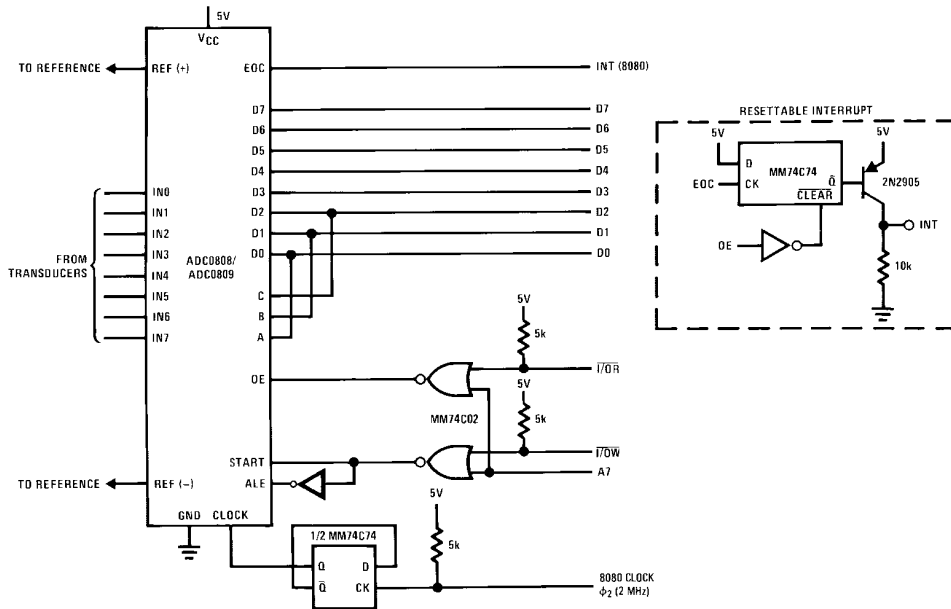 5V
VCC
TO REFERENCE
REF (+)
EOC
INT (8080)
D7
D7
D6
D6
D5
D5
D4
D4
D3
D3
D2
D2
D1
D1
D0
D0
FROM
TRANSDUCERS
IN0
IN1
IN2
IN3
IN4
IN5
IN6
IN7
ADC0808/
ADC0809
C
B
A
OE
START
ALE
TO REFERENCE
REF (–)
GND
CLOCK
5V
5k
I/OR
5V
5k
MM74C02
I/OW
A7
5V
5k
1/2 MM74C74
Q
D
Q̄
CK
8080 CLOCK
ϕ2 (2 MHz)
RESETTABLE INTERRUPT
5V
5V
D
MM74C74
EOC
CK
Q̄
CLEAR
2N2905
OE
INT
10k